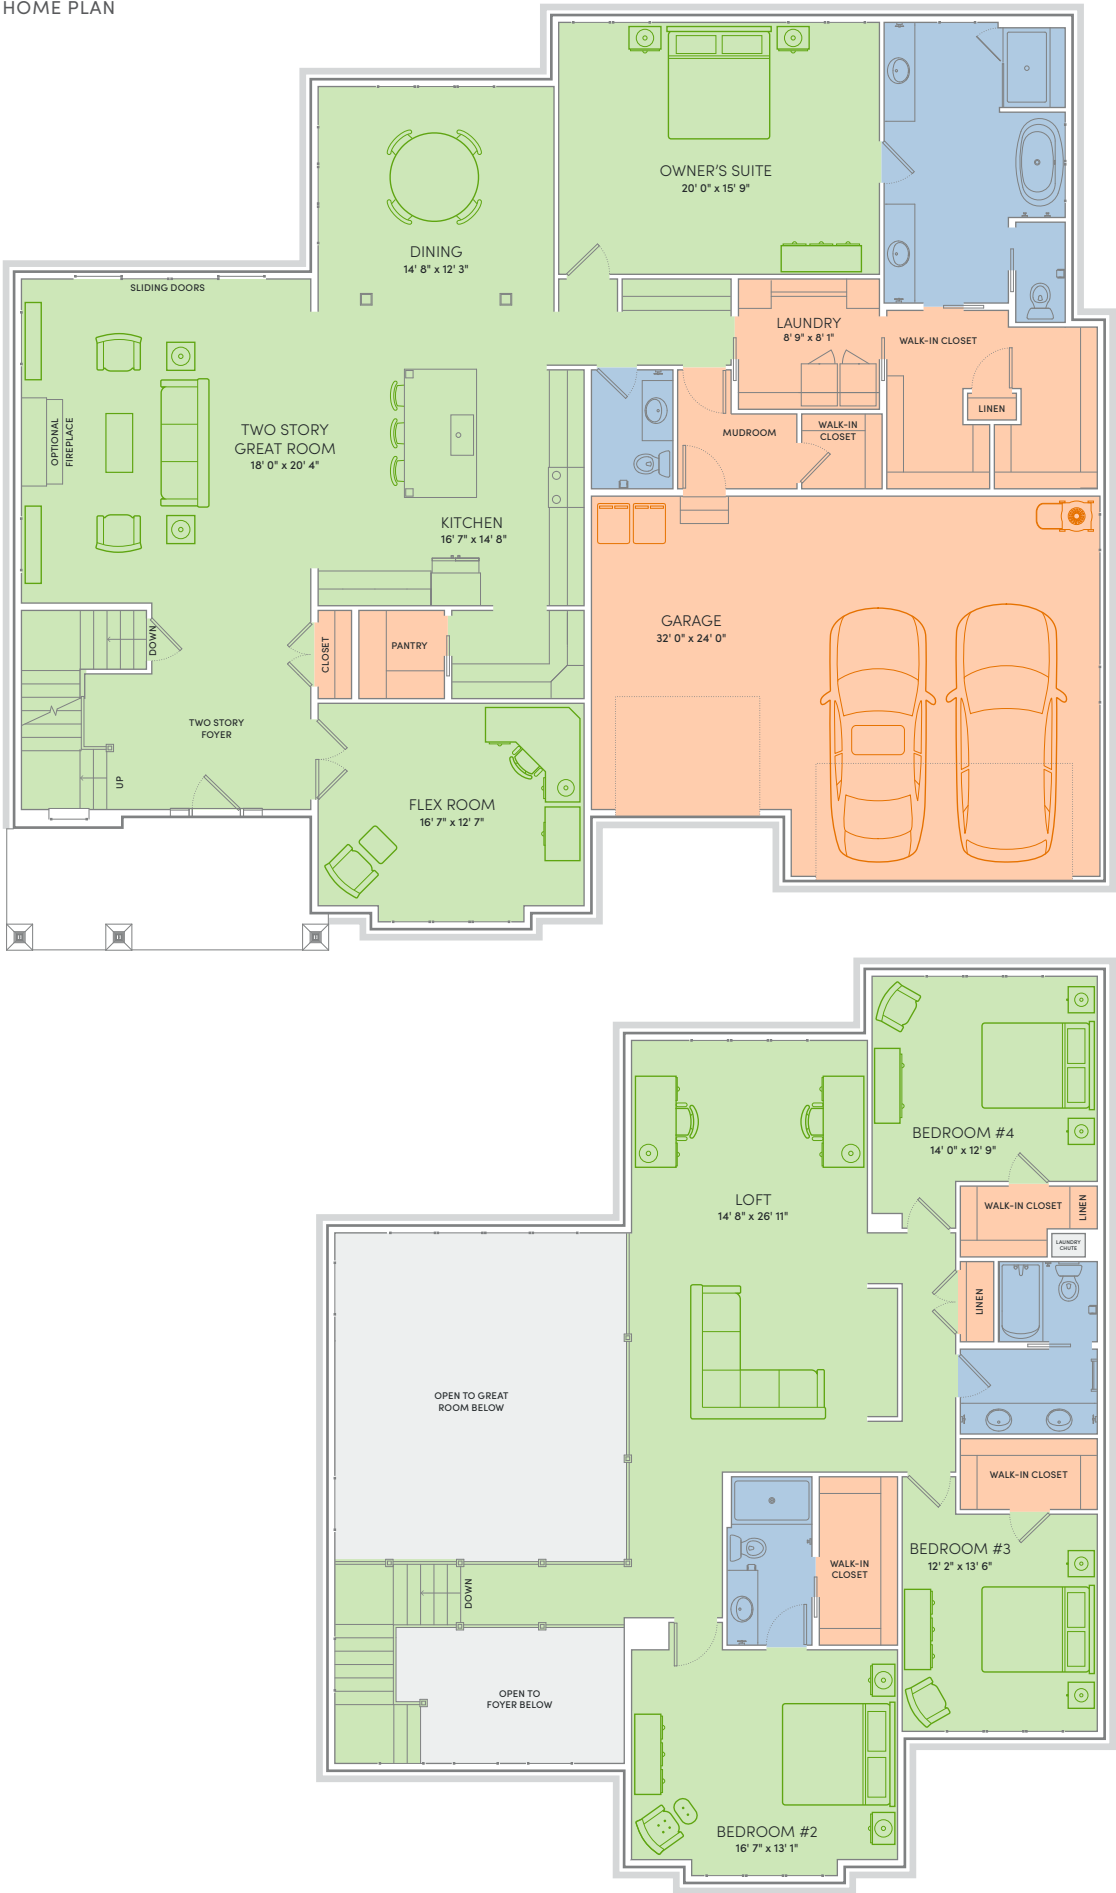 HOME PLAN
OWNER'S SUITE
20' 0" x 15' 9"
DINING
14' 8" x 12' 3"
SLIDING DOORS
LAUNDRY
8' 9" x 8' 1"
WALK-IN CLOSET
LINEN
OPTIONAL
FIREPLACE
TWO STORY
GREAT ROOM
18' 0" x 20' 4"
MUDROOM
WALK-IN
CLOSET
KITCHEN
16' 7" x 14' 8"
GARAGE
32' 0" x 24' 0"
DOWN
CLOSET
PANTRY
TWO STORY
FOYER
UP
FLEX ROOM
16' 7" x 12' 7"
BEDROOM #4
14' 0" x 12' 9"
LOFT
14' 8" x 26' 11"
WALK-IN CLOSET
LINEN
LAUNDRY
CHUTE
LINEN
OPEN TO GREAT
ROOM BELOW
WALK-IN CLOSET
BEDROOM #3
12' 2" x 13' 6"
WALK-IN
CLOSET
DOWN
OPEN TO
FOYER BELOW
BEDROOM #2
16' 7" x 13' 1"